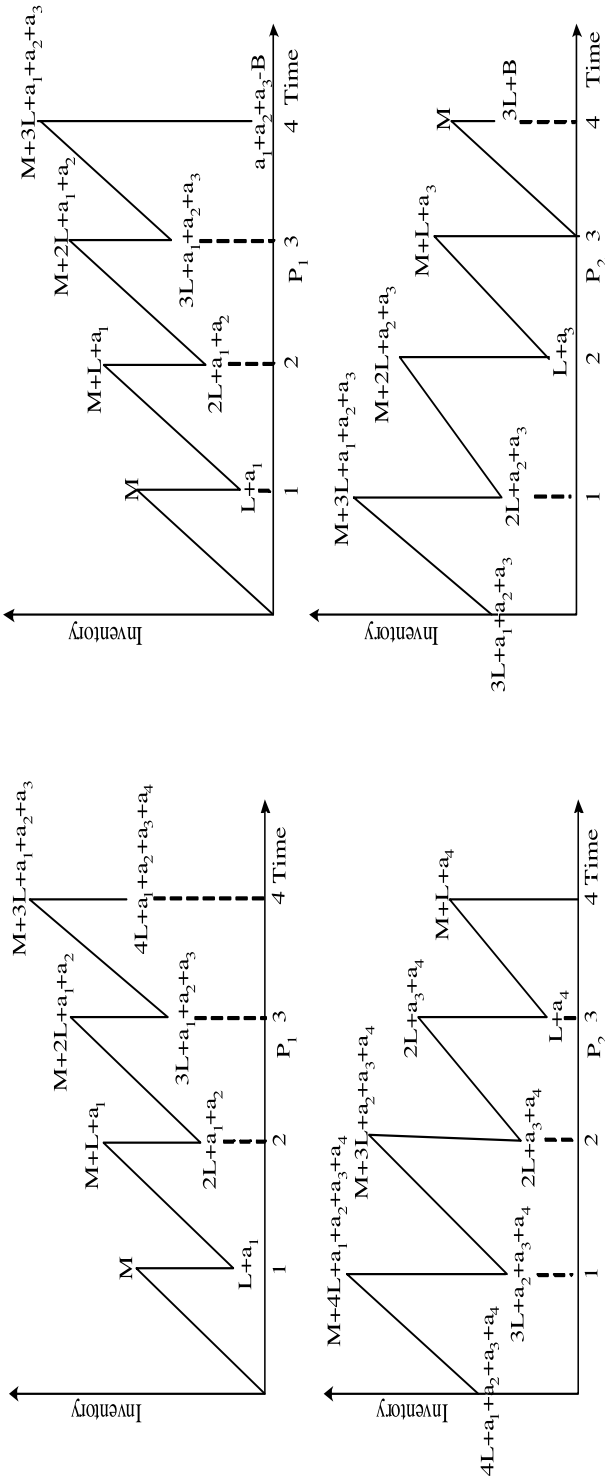 M+3L+a₁+a₂+a₃
M+2L+a₁+a₂
M+L+a₁
M
Inventory
L+a₁
2L+a₁+a₂
3L+a₁+a₂+a₃
4L+a₁+a₂+a₃+a₄
1 2 3 4 Time
P₁
M+4L+a₁+a₂+a₃+a₄
M+3L+a₂+a₃+a₄
2L+a₃+a₄
M+L+a₄
Inventory
4L+a₁+a₂+a₃+a₄
3L+a₂+a₃+a₄
2L+a₃+a₄
L+a₄
1 2 3 4 Time
P₂
M+3L+a₁+a₂+a₃
M+2L+a₁+a₂
M+L+a₁
M
Inventory
L+a₁
2L+a₁+a₂
3L+a₁+a₂+a₃
a₁+a₂+a₃-B
1 2 3 4 Time
P₁
M+3L+a₁+a₂+a₃
M+2L+a₂+a₃
M+L+a₃
M
Inventory
3L+a₁+a₂+a₃
2L+a₂+a₃
L+a₃
3L+B
1 2 3 4 Time
P₂